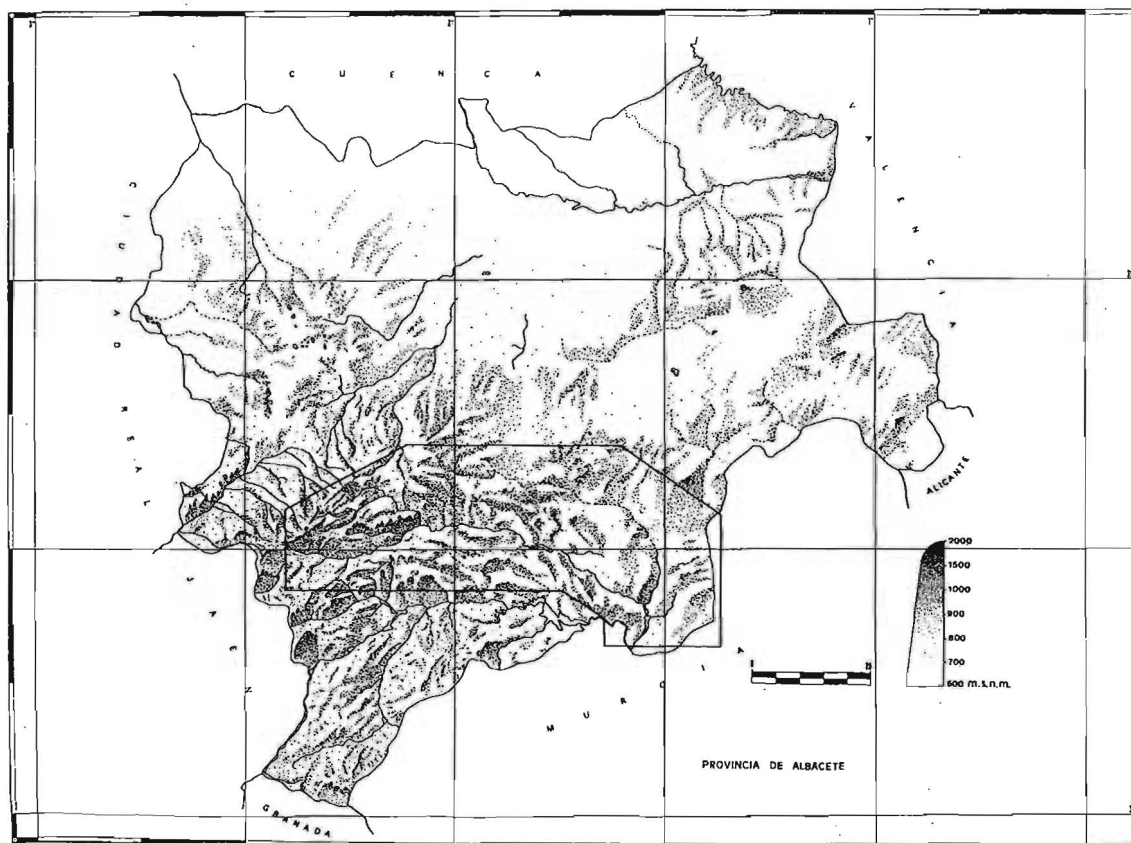 CUENCA
VALENCIA
CIUDAD REAL
ALICANTE
JAEN
MURCIA
GRANADA
2000
1500
1000
900
800
700
600 m.s.n.m.
PROVINCIA DE ALBACETE